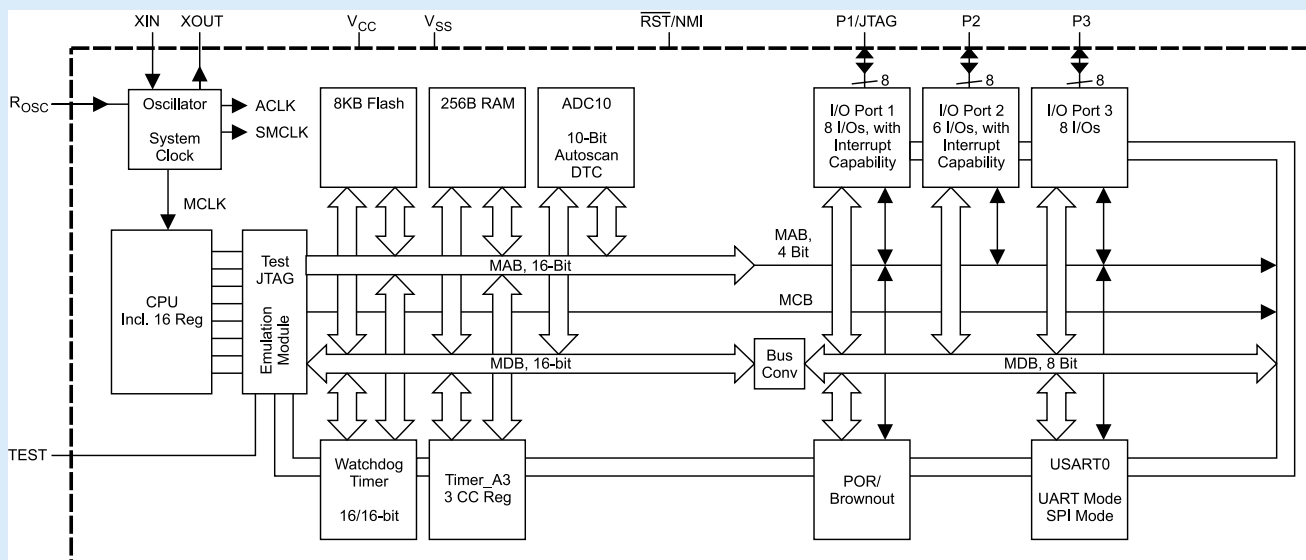 XIN
XOUT
VCC
VSS
RST/NMI
P1/JTAG
P2
P3
8
8
8
ROSC
Oscillator
System
Clock
ACLK
SMCLK
8KB Flash
256B RAM
ADC10
10-Bit
Autoscan
DTC
I/O Port 1
8 I/Os, with
Interrupt
Capability
I/O Port 2
6 I/Os, with
Interrupt
Capability
I/O Port 3
8 I/Os
MCLK
CPU
Incl. 16 Reg
Test
JTAG
Emulation
Module
MAB, 16-Bit
MAB,
4 Bit
MCB
MDB, 16-bit
Bus
Conv
MDB, 8 Bit
TEST
Watchdog
Timer
16/16-bit
Timer_A3
3 CC Reg
POR/
Brownout
USART0
UART Mode
SPI Mode